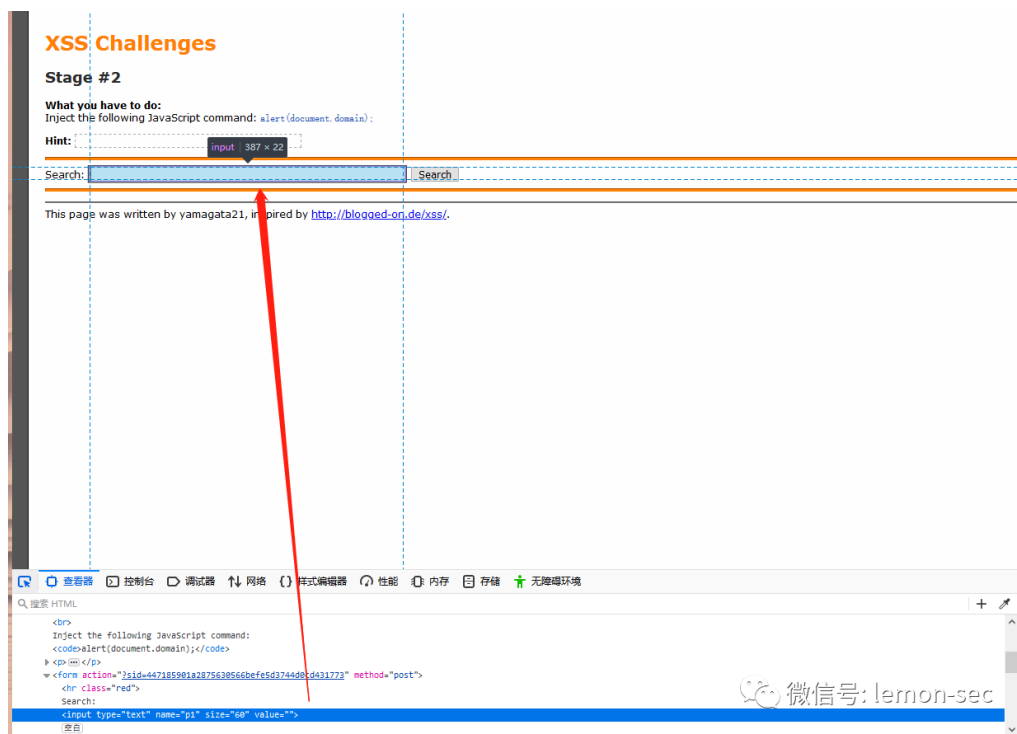 XSS Challenges
Stage #2
What you have to do:
Inject the following JavaScript command: alert(document.domain);
Hint:
input 387 × 22
Search: Search
This page was written by yamagata21, inspired by http://blogged-on.de/xss/.
查看器 控制台 调试器 网络 样式编辑器 性能 内存 存储 无障碍环境
搜索 HTML
<br>
Inject the following JavaScript command:
<code>alert(document.domain);</code>
<p>…</p>
<form action="?sid=447185901a2875630566befe5d3744d0cd431773" method="post">
<hr class="red">
Search:
<input type="text" name="p1" size="60" value="">
空白
微信号: lemon-sec